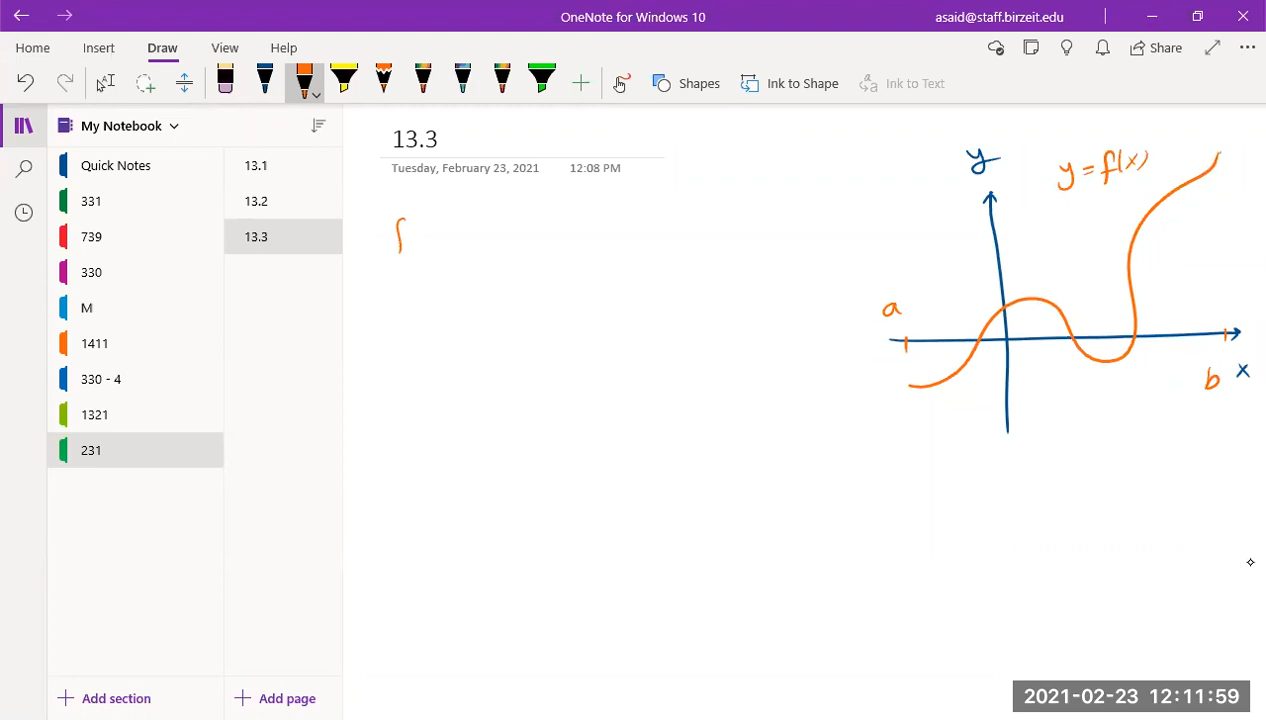 OneNote for Windows 10
asaid@staff.birzeit.edu
Home Insert Draw View Help
Share
Shapes Ink to Shape Ink to Text
My Notebook
Quick Notes
331
739
330
M
1411
330 - 4
1321
231
Add section
13.1
13.2
13.3
Add page
13.3
Tuesday, February 23, 2021 12:08 PM
y
y = f(x)
a
b
x
2021-02-23 12:11:59